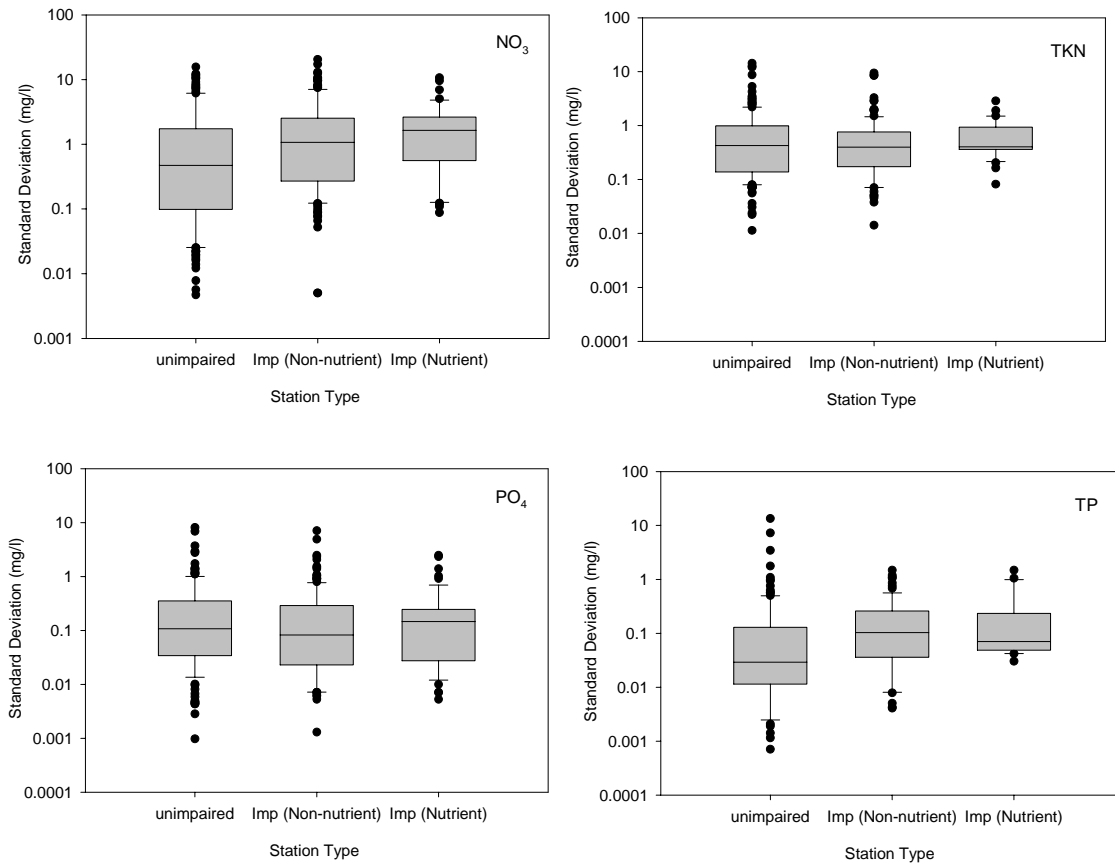 NO3
Standard Deviation (mg/l)
100
10
1
0.1
0.01
0.001
unimpaired Imp (Non-nutrient) Imp (Nutrient)
Station Type
TKN
Standard Deviation (mg/l)
100
10
1
0.1
0.01
0.001
0.0001
unimpaired Imp (Non-nutrient) Imp (Nutrient)
Station Type
PO4
Standard Deviation (mg/l)
100
10
1
0.1
0.01
0.001
0.0001
unimpaired Imp (Non-nutrient) Imp (Nutrient)
Station Type
TP
Standard Deviation (mg/l)
100
10
1
0.1
0.01
0.001
0.0001
unimpaired Imp (Non-nutrient) Imp (Nutrient)
Station Type